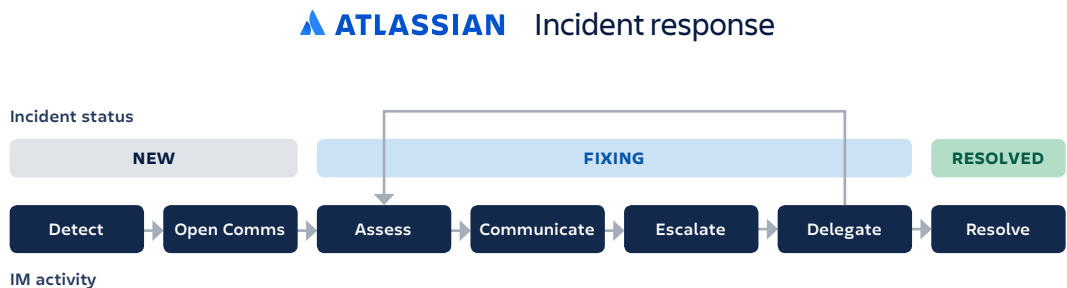 ATLASSIAN Incident response
Incident status
NEW FIXING RESOLVED
Detect Open Comms Assess Communicate Escalate Delegate Resolve
IM activity